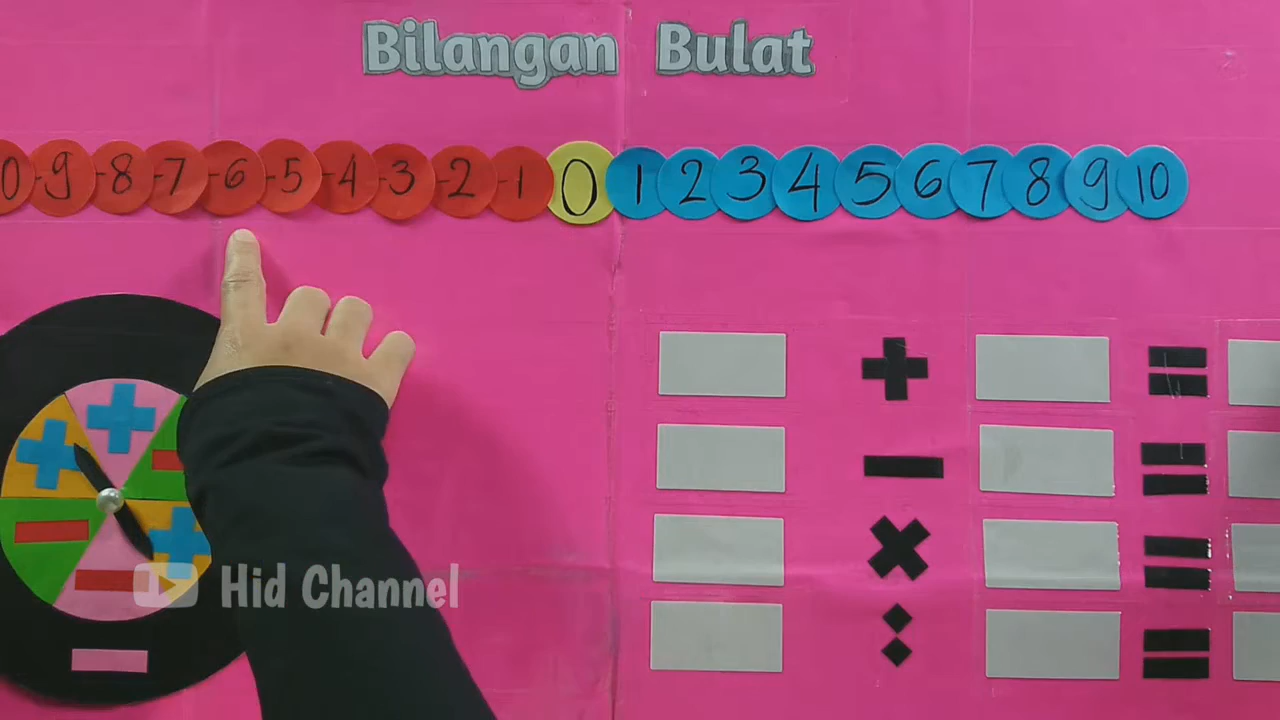 Bilangan Bulat
0 -9 -8 -7 -6 -5 -4 -3 -2 -1 0 1 2 3 4 5 6 7 8 9 10
+ =
− =
× =
: =
Hid Channel